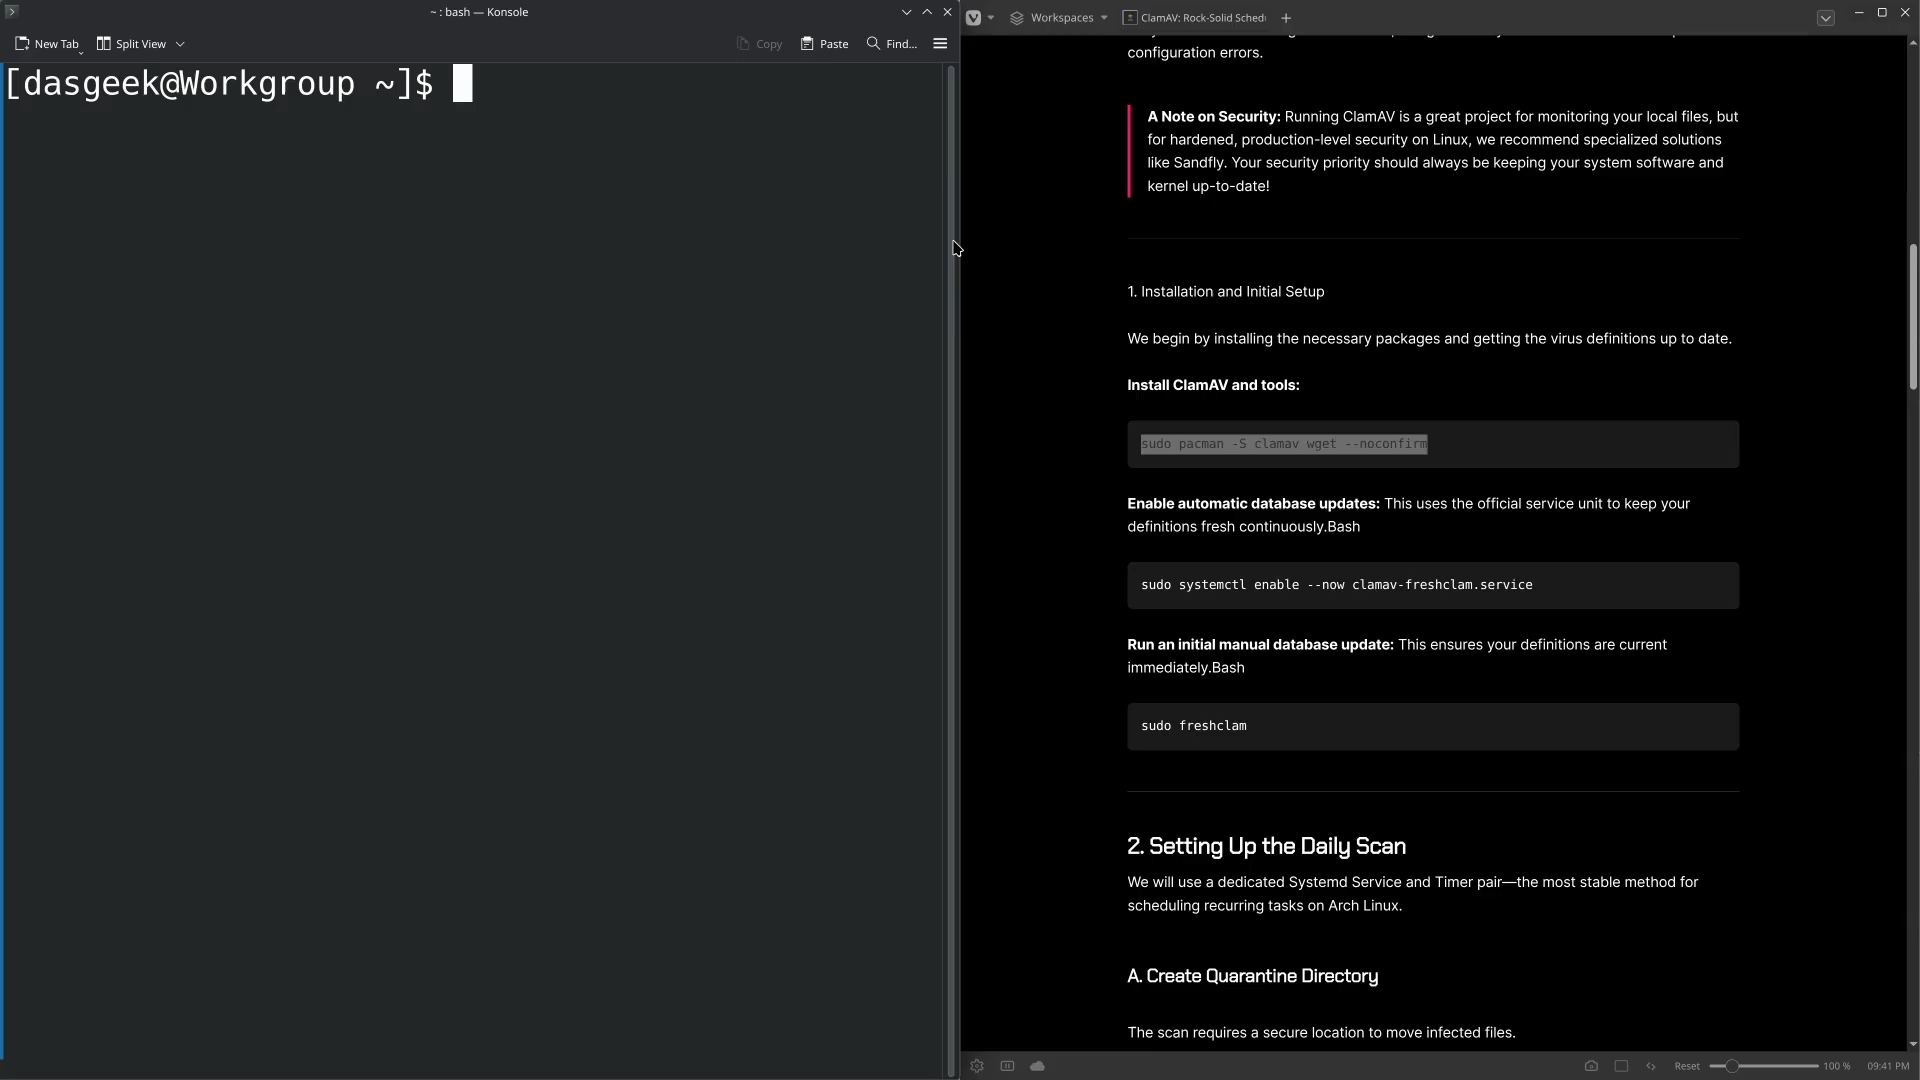 ~ : bash — Konsole
New Tab
Split View
Copy
Paste
Find...
[dasgeek@Workgroup ~]$
Workspaces
ClamAV: Rock-Solid Sched
configuration errors.
A Note on Security: Running ClamAV is a great project for monitoring your local files, but
for hardened, production-level security on Linux, we recommend specialized solutions
like Sandfly. Your security priority should always be keeping your system software and
kernel up-to-date!
1. Installation and Initial Setup
We begin by installing the necessary packages and getting the virus definitions up to date.
Install ClamAV and tools:
sudo pacman -S clamav wget --noconfirm
Enable automatic database updates: This uses the official service unit to keep your
definitions fresh continuously.Bash
sudo systemctl enable --now clamav-freshclam.service
Run an initial manual database update: This ensures your definitions are current
immediately.Bash
sudo freshclam
2. Setting Up the Daily Scan
We will use a dedicated Systemd Service and Timer pair—the most stable method for
scheduling recurring tasks on Arch Linux.
A. Create Quarantine Directory
The scan requires a secure location to move infected files.
Reset
100 %
09:41 PM